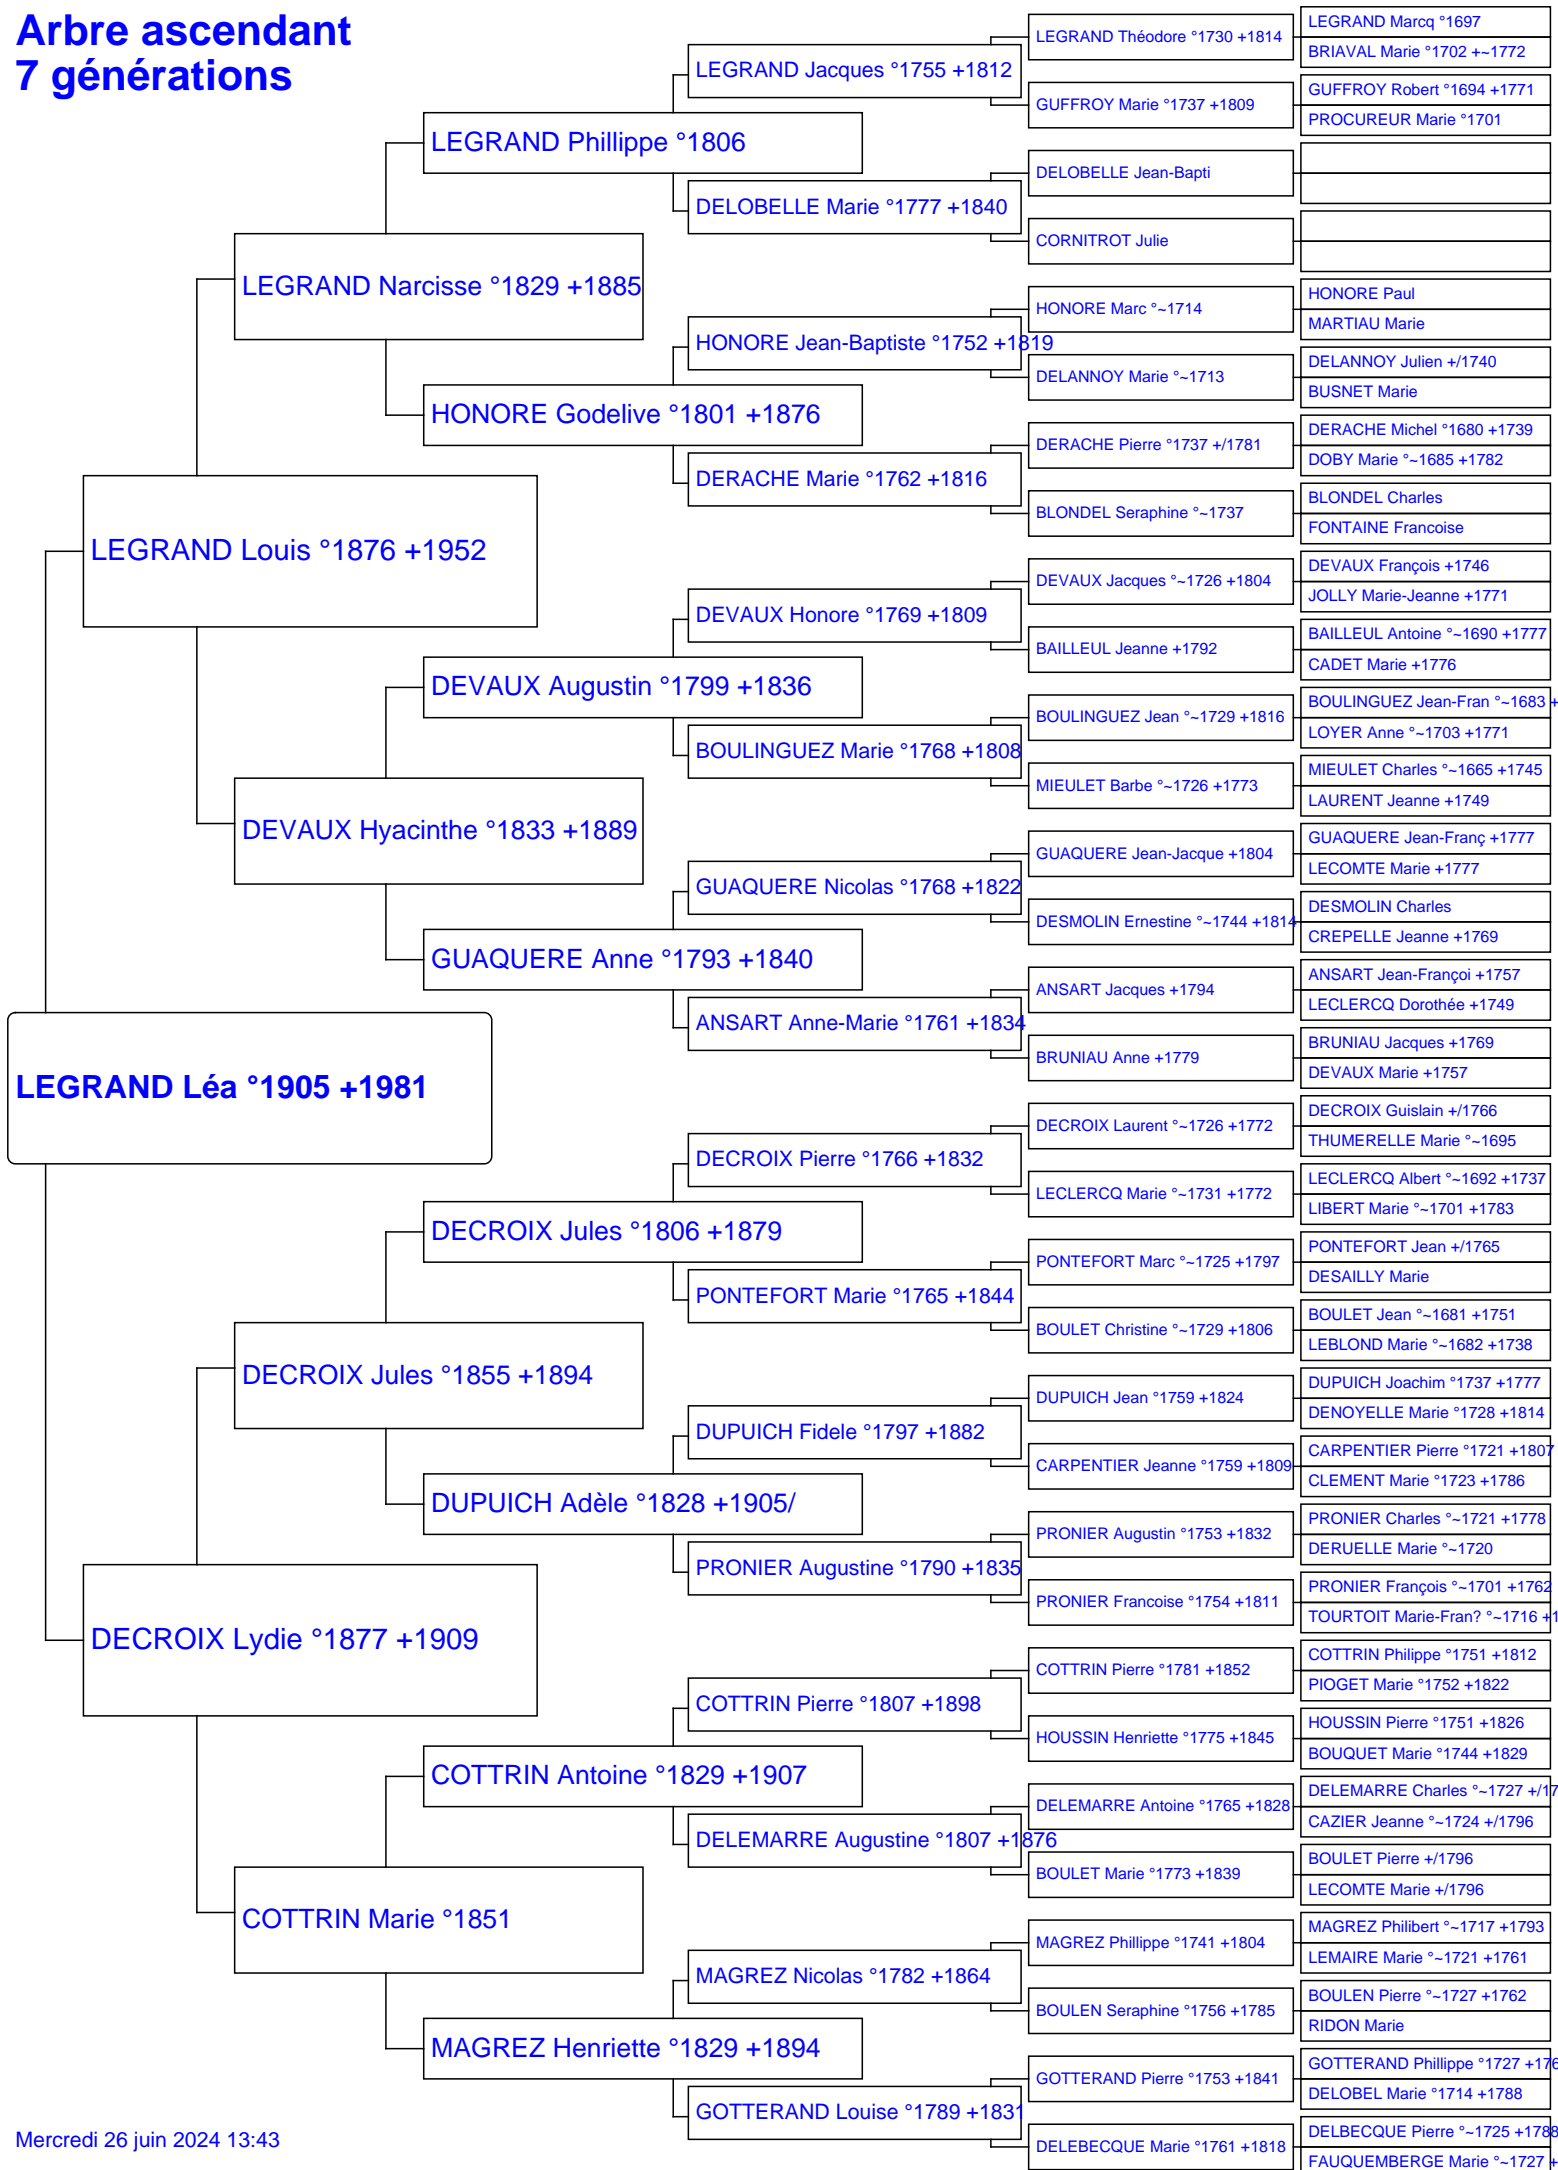 Arbre ascendant
7 générations
LEGRAND Léa °1905 +1981
LEGRAND Louis °1876 +1952
DECROIX Lydie °1877 +1909
LEGRAND Narcisse °1829 +1885
DEVAUX Hyacinthe °1833 +1889
DECROIX Jules °1855 +1894
COTTRIN Marie °1851
LEGRAND Phillippe °1806
HONORE Godelive °1801 +1876
DEVAUX Augustin °1799 +1836
GUAQUERE Anne °1793 +1840
DECROIX Jules °1806 +1879
DUPUICH Adèle °1828 +1905/
COTTRIN Antoine °1829 +1907
MAGREZ Henriette °1829 +1894
LEGRAND Jacques °1755 +1812
DELOBELLE Marie °1777 +1840
HONORE Jean-Baptiste °1752 +1819
DERACHE Marie °1762 +1816
DEVAUX Honore °1769 +1809
BOULINGUEZ Marie °1768 +1808
GUAQUERE Nicolas °1768 +1822
ANSART Anne-Marie °1761 +1834
DECROIX Pierre °1766 +1832
PONTEFORT Marie °1765 +1844
DUPUICH Fidele °1797 +1882
PRONIER Augustine °1790 +1835
COTTRIN Pierre °1807 +1898
DELEMARRE Augustine °1807 +1876
MAGREZ Nicolas °1782 +1864
GOTTERAND Louise °1789 +1831
LEGRAND Théodore °1730 +1814
GUFFROY Marie °1737 +1809
DELOBELLE Jean-Bapti
CORNITROT Julie
HONORE Marc °~1714
DELANNOY Marie °~1713
DERACHE Pierre °1737 +/1781
BLONDEL Seraphine °~1737
DEVAUX Jacques °~1726 +1804
BAILLEUL Jeanne +1792
BOULINGUEZ Jean °~1729 +1816
MIEULET Barbe °~1726 +1773
GUAQUERE Jean-Jacque +1804
DESMOLIN Ernestine °~1744 +1814
ANSART Jacques +1794
BRUNIAU Anne +1779
DECROIX Laurent °~1726 +1772
LECLERCQ Marie °~1731 +1772
PONTEFORT Marc °~1725 +1797
BOULET Christine °~1729 +1806
DUPUICH Jean °1759 +1824
CARPENTIER Jeanne °1759 +1809
PRONIER Augustin °1753 +1832
PRONIER Francoise °1754 +1811
COTTRIN Pierre °1781 +1852
HOUSSIN Henriette °1775 +1845
DELEMARRE Antoine °1765 +1828
BOULET Marie °1773 +1839
MAGREZ Phillippe °1741 +1804
BOULEN Seraphine °1756 +1785
GOTTERAND Pierre °1753 +1841
DELEBECQUE Marie °1761 +1818
LEGRAND Marcq °1697
BRIAVAL Marie °1702 +~1772
GUFFROY Robert °1694 +1771
PROCUREUR Marie °1701
HONORE Paul
MARTIAU Marie
DELANNOY Julien +/1740
BUSNET Marie
DERACHE Michel °1680 +1739
DOBY Marie °~1685 +1782
BLONDEL Charles
FONTAINE Francoise
DEVAUX François +1746
JOLLY Marie-Jeanne +1771
BAILLEUL Antoine °~1690 +1777
CADET Marie +1776
BOULINGUEZ Jean-Fran °~1683 +
LOYER Anne °~1703 +1771
MIEULET Charles °~1665 +1745
LAURENT Jeanne +1749
GUAQUERE Jean-Franç +1777
LECOMTE Marie +1777
DESMOLIN Charles
CREPELLE Jeanne +1769
ANSART Jean-Françoi +1757
LECLERCQ Dorothée +1749
BRUNIAU Jacques +1769
DEVAUX Marie +1757
DECROIX Guislain +/1766
THUMERELLE Marie °~1695
LECLERCQ Albert °~1692 +1737
LIBERT Marie °~1701 +1783
PONTEFORT Jean +/1765
DESAILLY Marie
BOULET Jean °~1681 +1751
LEBLOND Marie °~1682 +1738
DUPUICH Joachim °1737 +1777
DENOYELLE Marie °1728 +1814
CARPENTIER Pierre °1721 +1807
CLEMENT Marie °1723 +1786
PRONIER Charles °~1721 +1778
DERUELLE Marie °~1720
PRONIER François °~1701 +1762
TOURTOIT Marie-Fran? °~1716 +1
COTTRIN Philippe °1751 +1812
PIOGET Marie °1752 +1822
HOUSSIN Pierre °1751 +1826
BOUQUET Marie °1744 +1829
DELEMARRE Charles °~1727 +/17
CAZIER Jeanne °~1724 +/1796
BOULET Pierre +/1796
LECOMTE Marie +/1796
MAGREZ Philibert °~1717 +1793
LEMAIRE Marie °~1721 +1761
BOULEN Pierre °~1727 +1762
RIDON Marie
GOTTERAND Phillippe °1727 +176
DELOBEL Marie °1714 +1788
DELBECQUE Pierre °~1725 +1788
FAUQUEMBERGE Marie °~1727 +
Mercredi 26 juin 2024 13:43